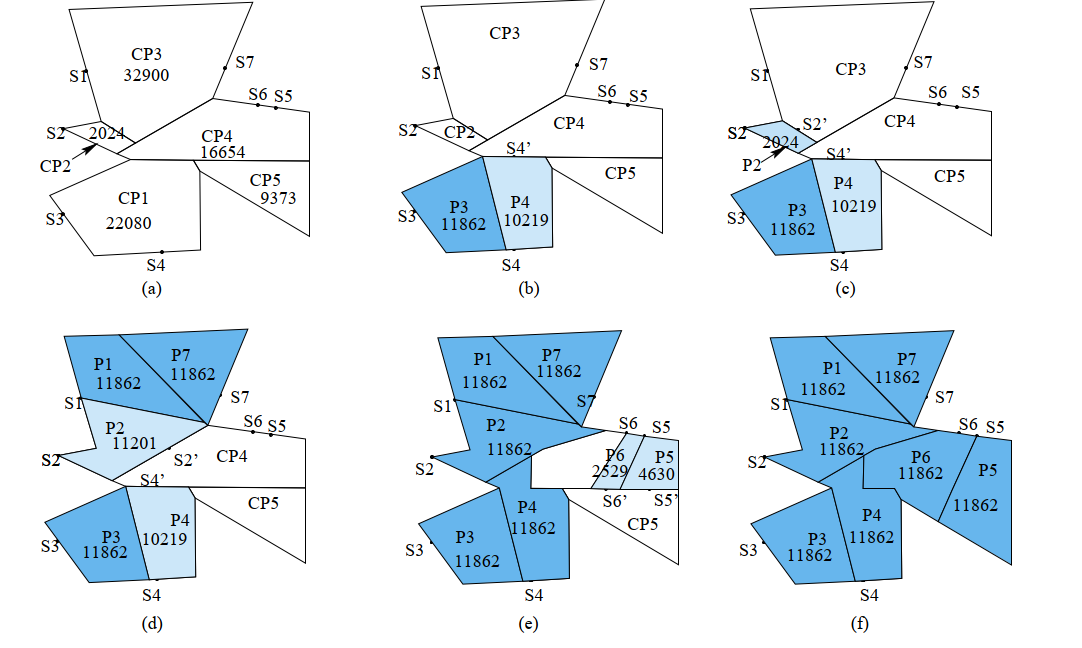 CP3
32900
S1
S7
S6 S5
S2
2024
CP4
16654
CP2
CP5
9373
CP1
22080
S3
S4
(a)
CP3
S1
S7
S6 S5
S2
CP2
CP4
S4’
CP5
P3
11862
P4
10219
S3
S4
(b)
CP3
S1
S7
S6 S5
S2
S2’
2024
CP4
P2
S4’
CP5
P4
10219
P3
11862
S3
S4
(c)
P1
11862
P7
11862
S1
S7
S6 S5
P2
11201
S2
S2’
CP4
S4’
CP5
P4
10219
P3
11862
S3
S4
(d)
P1
11862
P7
11862
S1
S7
S6 S5
P2
11862
S2
P6
2529
P5
4630
S6’ S5’
P4
11862
CP5
P3
11862
S3
S4
(e)
P1
11862
P7
11862
S1
S7
S6 S5
P2
11862
S2
P6
11862
P5
11862
P4
11862
P3
11862
S3
S4
(f)